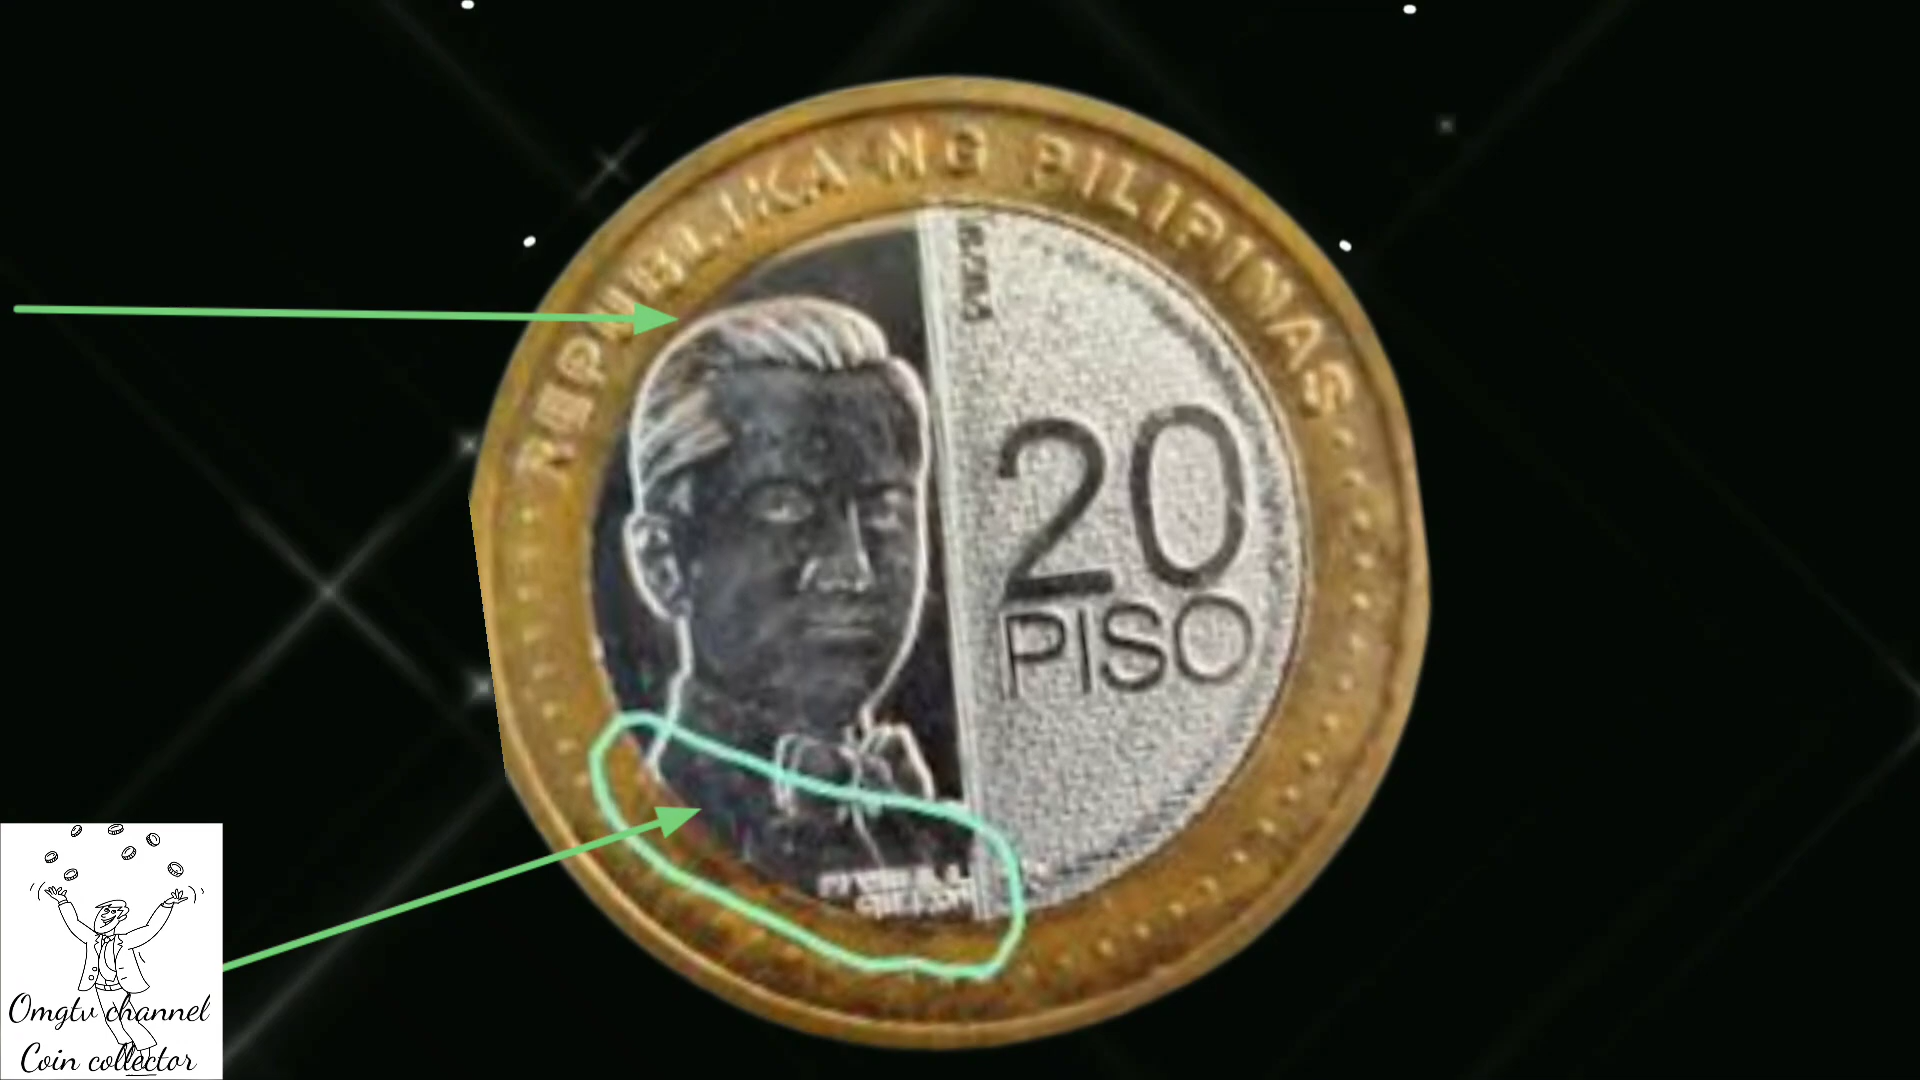 REPUBLIKA NG PILIPINAS
20
PISO
Omgtv channel
Coin collector